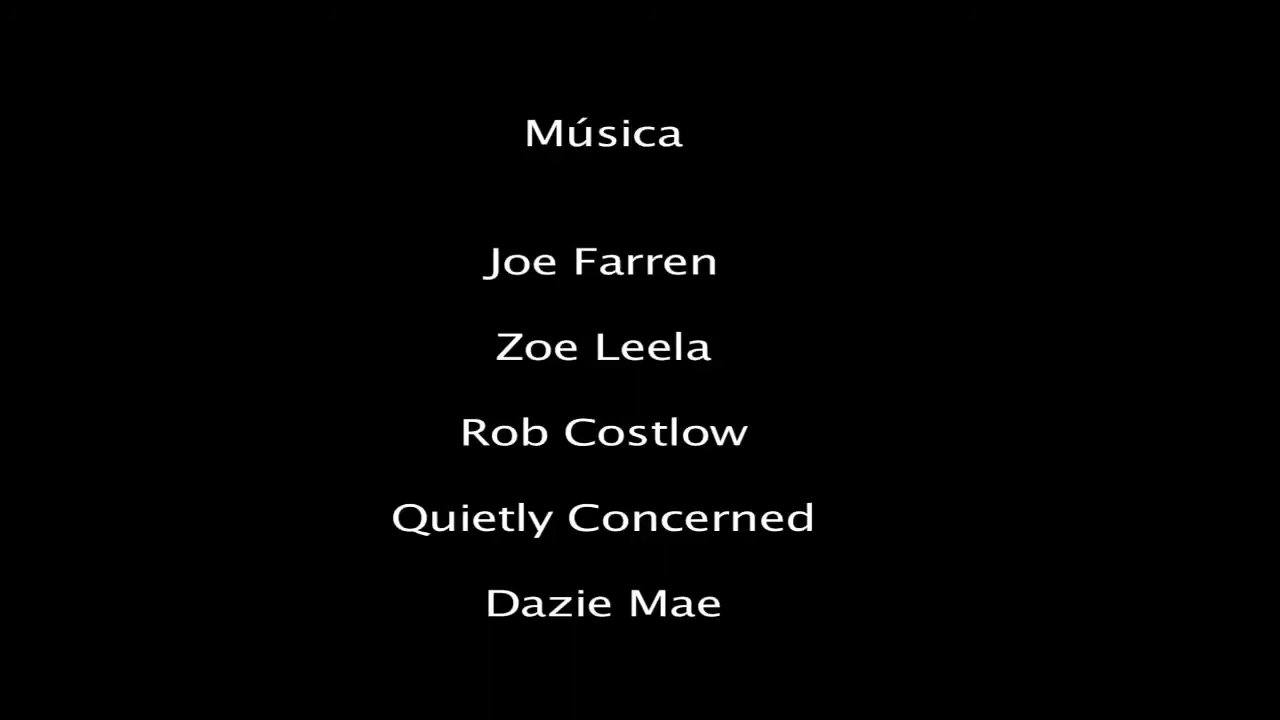 Música
Joe Farren
Zoe Leela
Rob Costlow
Quietly Concerned
Dazie Mae